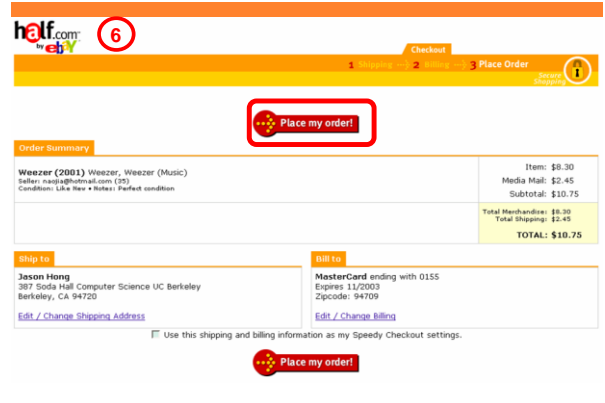 half.com
by ebY
6
Checkout
1 Shipping --> 2 Billing --> 3 Place Order
Secure
Shopping
Place my order!
Order Summary
Weezer (2001) Weezer, Weezer (Music)
Seller: naojia@hotmail.com (35)
Condition: Like New • Notes: Perfect condition
Item: $8.30
Media Mail: $2.45
Subtotal: $10.75
Total Merchandise: $8.30
Total Shipping: $2.45
TOTAL: $10.75
Ship to
Jason Hong
387 Soda Hall Computer Science UC Berkeley
Berkeley, CA 94720
Edit / Change Shipping Address
Bill to
MasterCard ending with 0155
Expires 11/2003
Zipcode: 94709
Edit / Change Billing
Use this shipping and billing information as my Speedy Checkout settings.
Place my order!